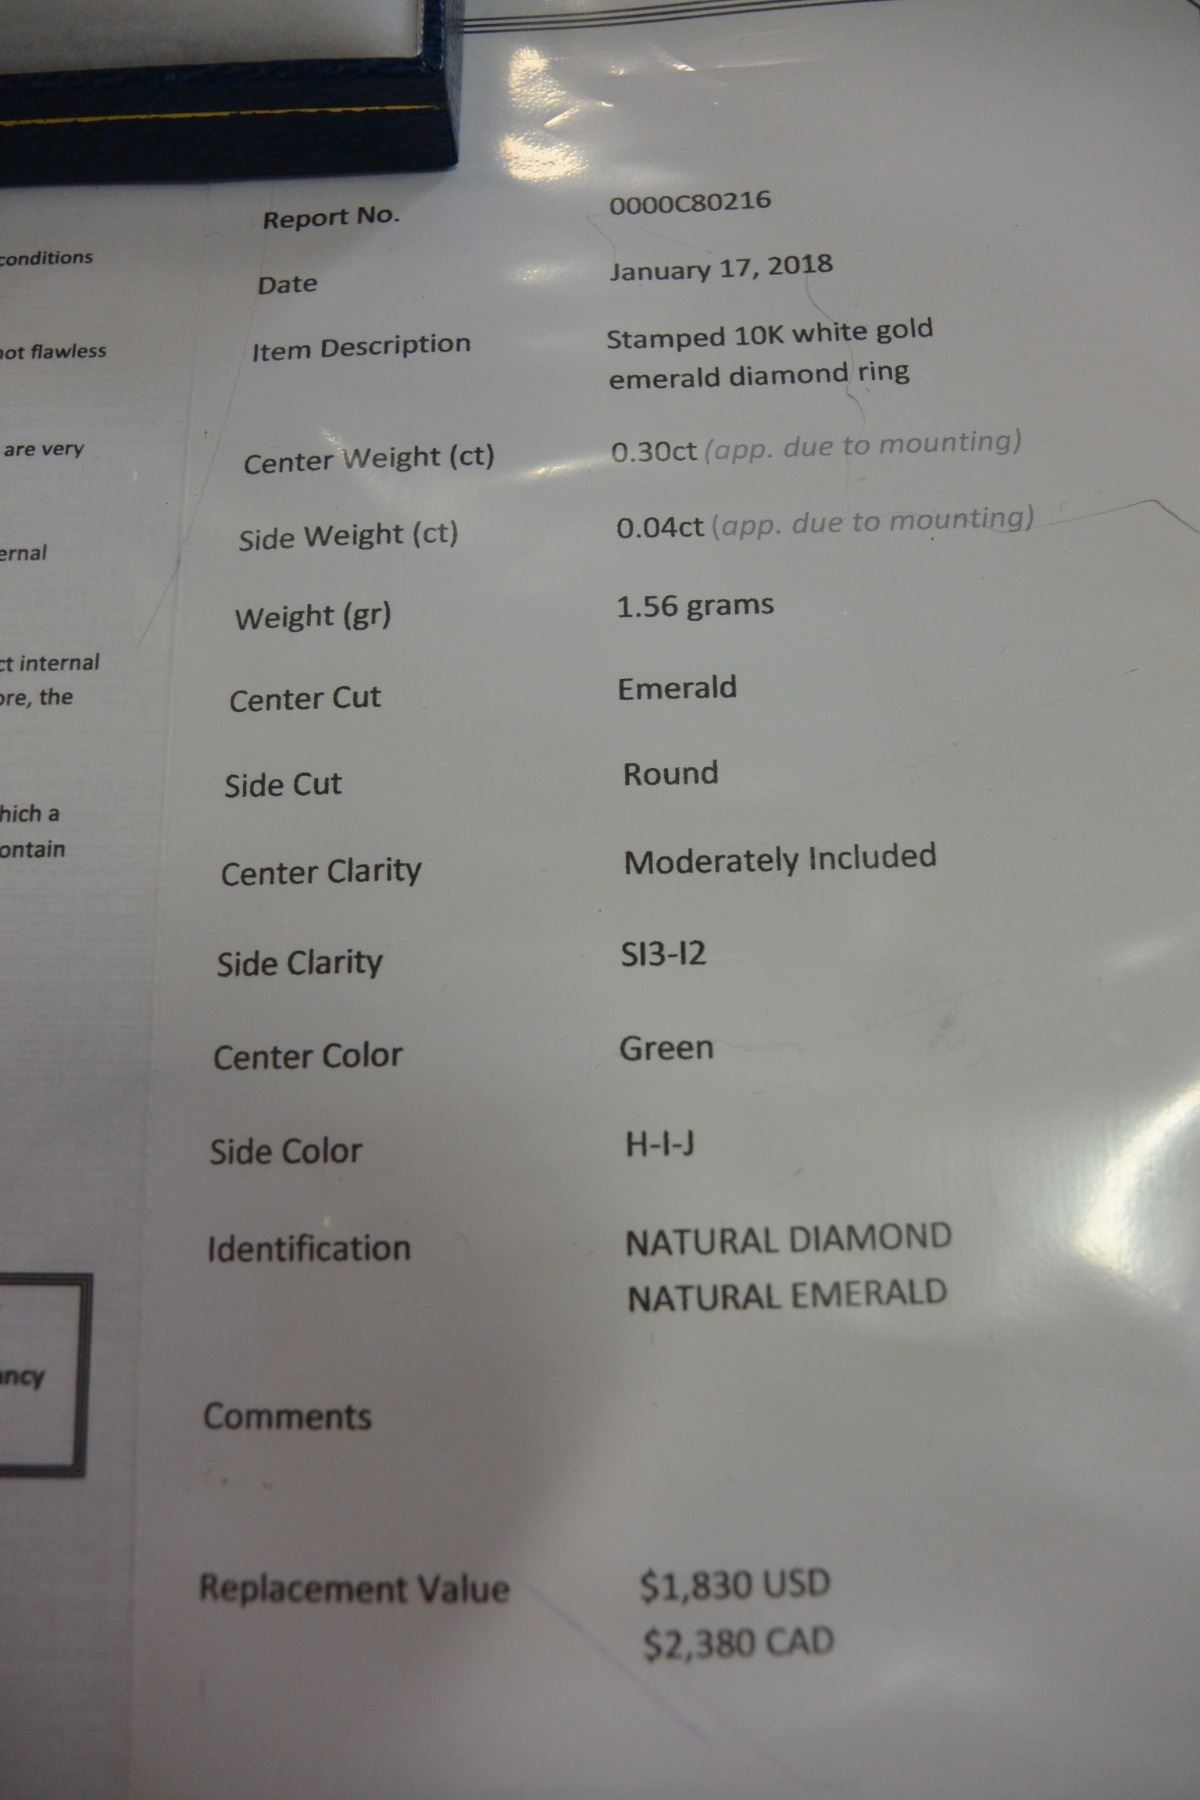 conditions
not flawless
are very
ernal
ct internal
ore, the
hich a
ontain
ancy
Report No. 0000C80216
Date January 17, 2018
Item Description Stamped 10K white gold
emerald diamond ring
Center Weight (ct) 0.30ct (app. due to mounting)
Side Weight (ct) 0.04ct (app. due to mounting)
Weight (gr) 1.56 grams
Center Cut Emerald
Side Cut Round
Center Clarity Moderately Included
Side Clarity SI3-I2
Center Color Green
Side Color H-I-J
Identification NATURAL DIAMOND
NATURAL EMERALD
Comments
Replacement Value $1,830 USD
$2,380 CAD